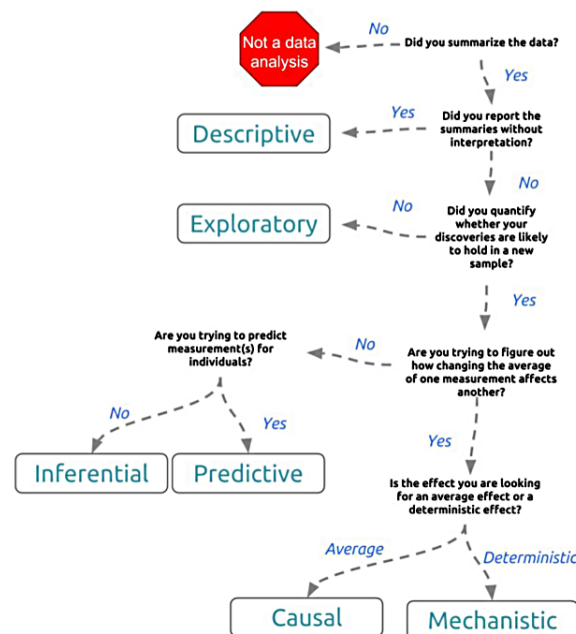 Not a data
analysis
No
Did you summarize the data?
Yes
Descriptive
Yes
Did you report the
summaries without
interpretation?
No
Exploratory
No
Did you quantify
whether your
discoveries are likely
to hold in a new
sample?
Yes
Are you trying to predict
measurement(s) for
individuals?
No
Are you trying to figure out
how changing the average
of one measurement affects
another?
No
Yes
Inferential
Predictive
Yes
Is the effect you are looking
for an average effect or a
deterministic effect?
Average
Deterministic
Causal
Mechanistic